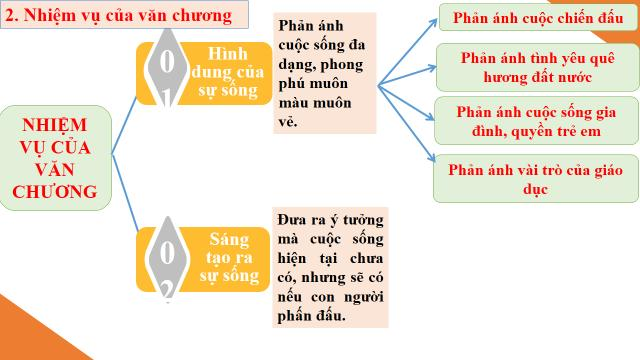 2. Nhiệm vụ của văn chương
NHIỆM
VỤ CỦA
VĂN
CHƯƠNG
01
Hình
dung của
sự sống
Phản ánh
cuộc sống đa
dạng, phong
phú muôn
màu muôn
vẻ.
Phản ánh cuộc chiến đấu
Phản ánh tình yêu quê
hương đất nước
Phản ánh cuộc sống gia
đình, quyền trẻ em
Phản ánh vài trò của giáo
dục
02
Sáng
tạo ra
sự sống
Đưa ra ý tưởng
mà cuộc sống
hiện tại chưa
có, nhưng sẽ có
nếu con người
phấn đấu.